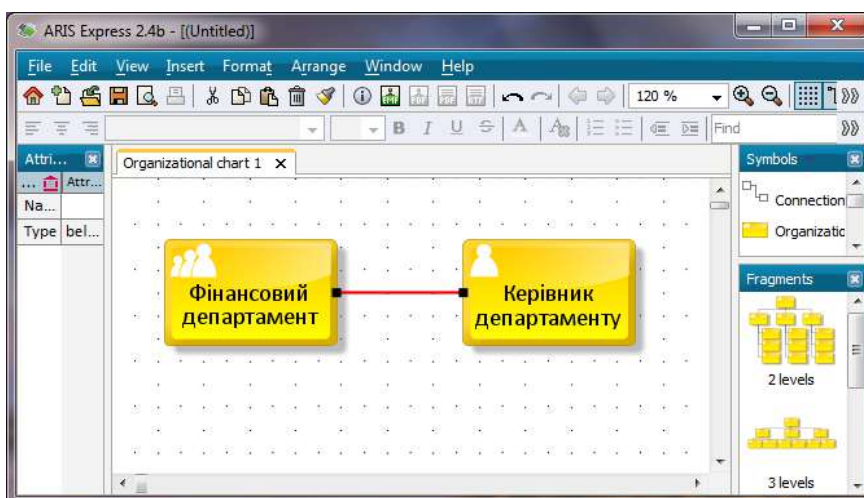 ARIS Express 2.4b - [(Untitled)]
File Edit View Insert Format Arrange Window Help
120 %
B I U S A
Find
Attri...
Organizational chart 1
Symbols
... Attr...
Na...
Type bel...
Connection
Organizatic
Фінансовий
департамент
Керівник
департаменту
Fragments
2 levels
3 levels